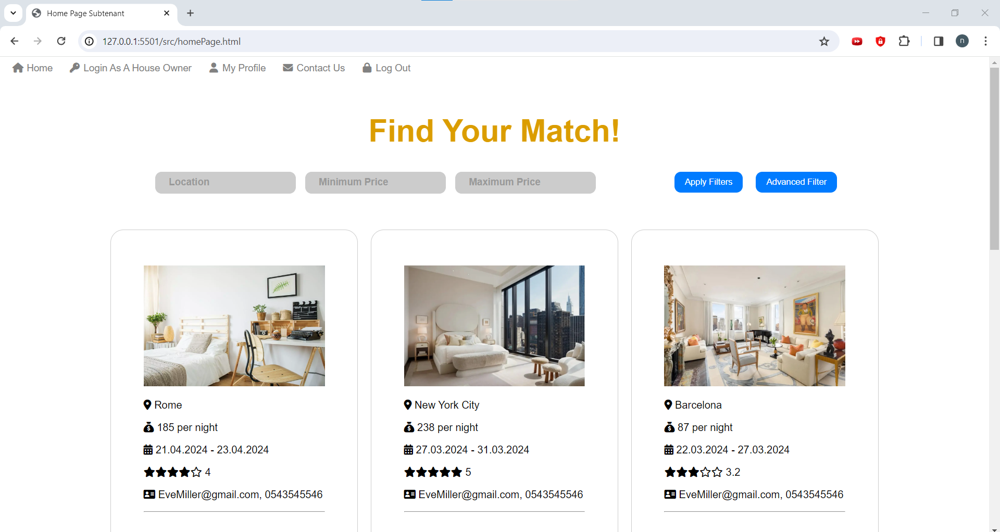 Home Page Subtenant
127.0.0.1:5501/src/homePage.html
n
Home
Login As A House Owner
My Profile
Contact Us
Log Out
Find Your Match!
Location
Minimum Price
Maximum Price
Apply Filters
Advanced Filter
Rome
185 per night
21.04.2024 - 23.04.2024
4
EveMiller@gmail.com, 0543545546
New York City
238 per night
27.03.2024 - 31.03.2024
5
EveMiller@gmail.com, 0543545546
Barcelona
87 per night
22.03.2024 - 27.03.2024
3.2
EveMiller@gmail.com, 0543545546